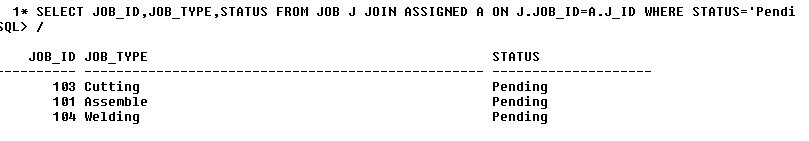 1* SELECT JOB_ID,JOB_TYPE,STATUS FROM JOB J JOIN ASSIGNED A ON J.JOB_ID=A.J_ID WHERE STATUS='Pendi
SQL> /
JOB_ID JOB_TYPE STATUS
---------- -------------------------------------------------- --------------------
103 Cutting Pending
101 Assemble Pending
104 Welding Pending